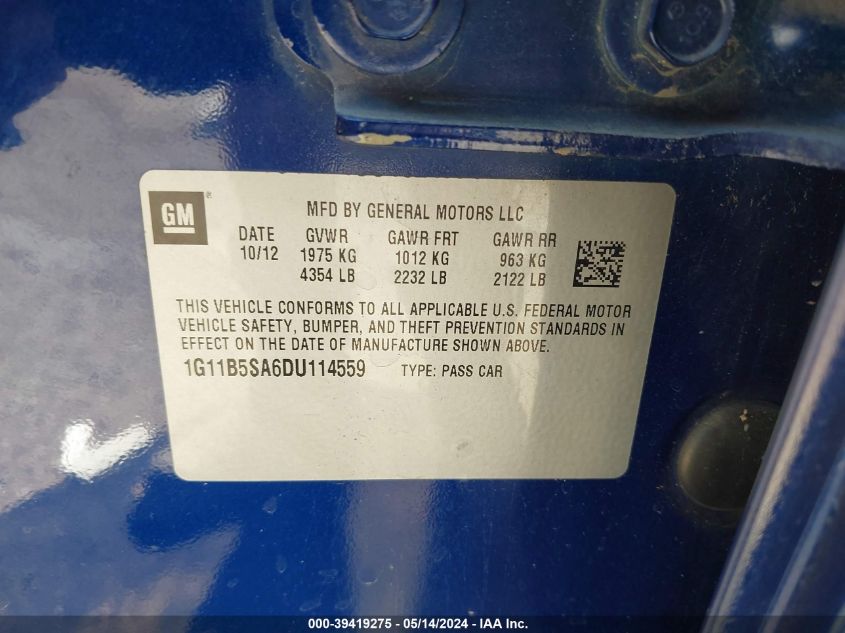 GM ®
MFD BY GENERAL MOTORS LLC
DATE GVWR GAWR FRT GAWR RR
10/12 1975 KG 1012 KG 963 KG
4354 LB 2232 LB 2122 LB
THIS VEHICLE CONFORMS TO ALL APPLICABLE U.S. FEDERAL MOTOR
VEHICLE SAFETY, BUMPER, AND THEFT PREVENTION STANDARDS IN
EFFECT ON THE DATE OF MANUFACTURE SHOWN ABOVE.
1G11B5SA6DU114559 TYPE: PASS CAR
000-39419275 - 05/14/2024 - IAA Inc.